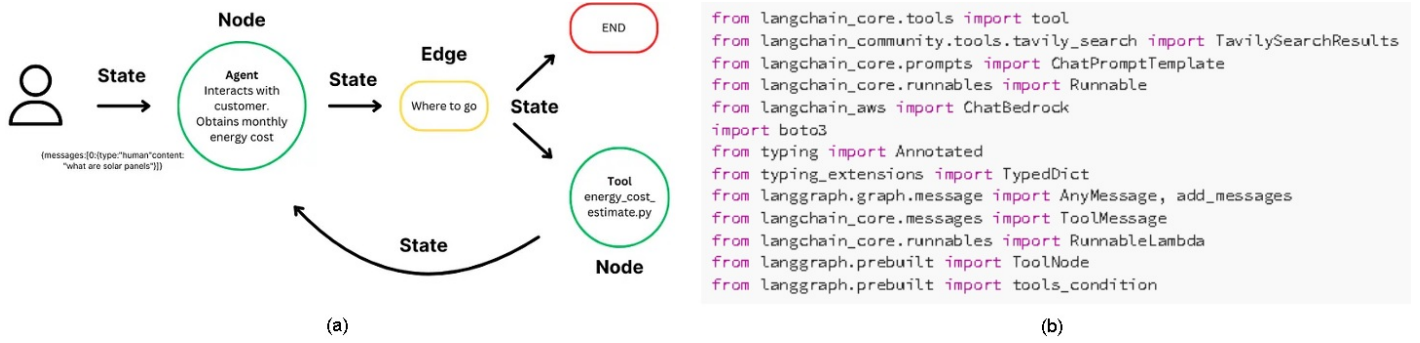 Node
State
Agent
Interacts with
customer.
Obtains monthly
energy cost
{messages:[0:{type:"human"content:
"what are solar panels"}]}
State
Edge
Where to go
END
State
Tool
energy_cost_
estimate.py
Node
State
(a)
from langchain_core.tools import tool
from langchain_community.tools.tavily_search import TavilySearchResults
from langchain_core.prompts import ChatPromptTemplate
from langchain_core.runnables import Runnable
from langchain_aws import ChatBedrock
import boto3
from typing import Annotated
from typing_extensions import TypedDict
from langgraph.graph.message import AnyMessage, add_messages
from langchain_core.messages import ToolMessage
from langchain_core.runnables import RunnableLambda
from langgraph.prebuilt import ToolNode
from langgraph.prebuilt import tools_condition
(b)